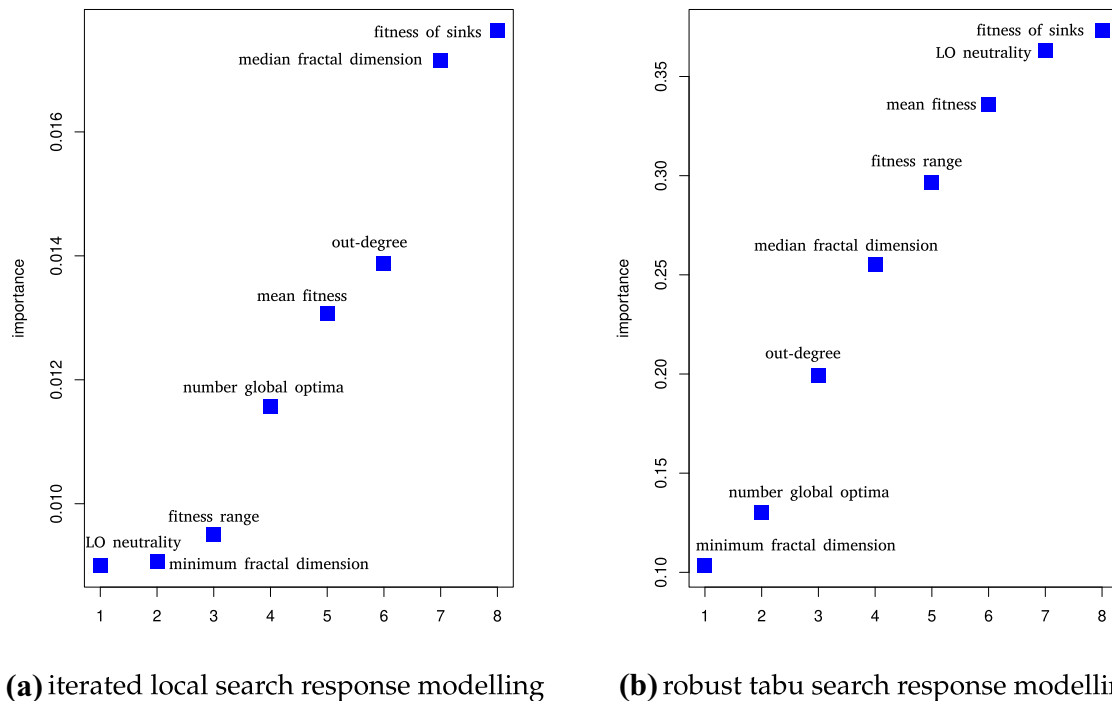 fitness of sinks
median fractal dimension
0.016
out-degree
0.014
mean fitness
importance
0.012
number global optima
0.010
fitness range
LO neutrality
minimum fractal dimension
1 2 3 4 5 6 7 8
(a) iterated local search response modelling
fitness of sinks
LO neutrality
0.35
mean fitness
fitness range
0.30
median fractal dimension
0.25
importance
out-degree
0.20
0.15
number global optima
minimum fractal dimension
0.10
1 2 3 4 5 6 7 8
(b) robust tabu search response modellin